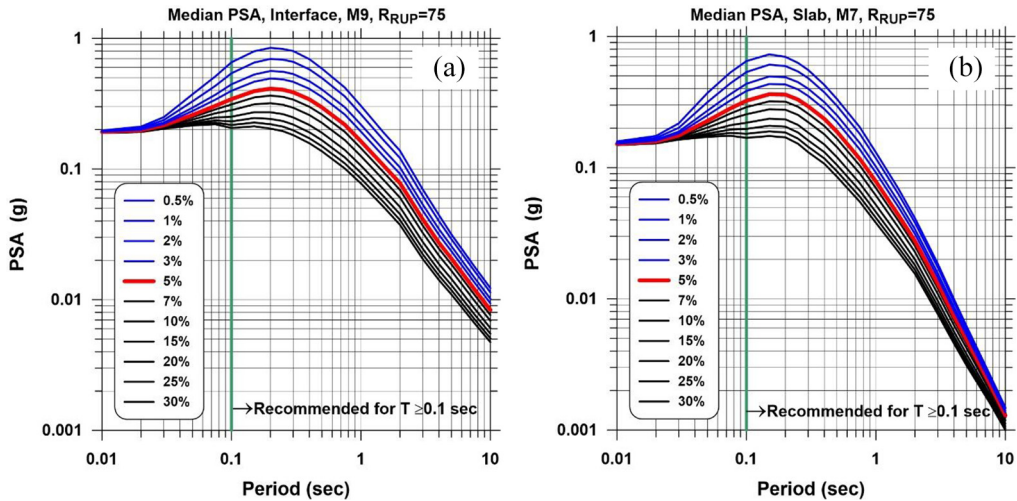 Median PSA, Interface, M9, RRUP=75
(a)
PSA (g)
1
0.1
0.01
0.001
0.5%
1%
2%
3%
5%
7%
10%
15%
20%
25%
30%
→Recommended for T ≥0.1 sec
0.01 0.1 1 10
Period (sec)
Median PSA, Slab, M7, RRUP=75
(b)
PSA (g)
1
0.1
0.01
0.001
0.5%
1%
2%
3%
5%
7%
10%
15%
20%
25%
30%
→Recommended for T ≥0.1 sec
0.01 0.1 1 10
Period (sec)